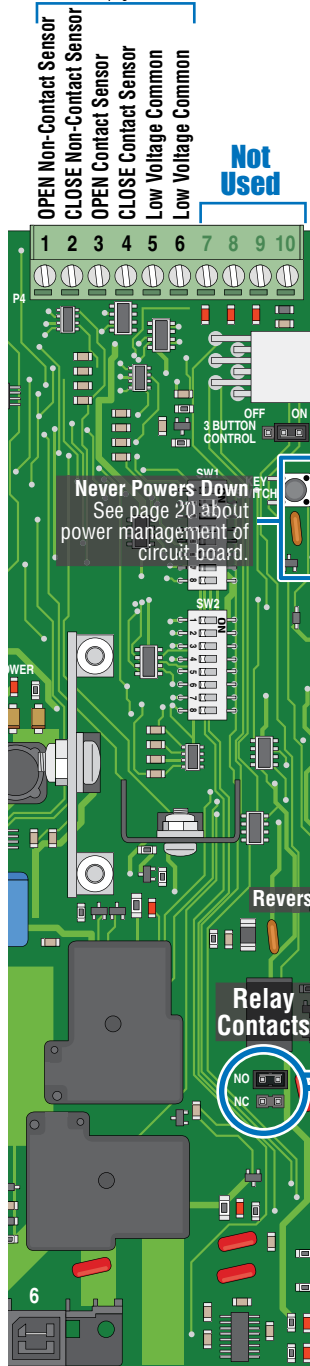 OPEN Non-Contact Sensor
CLOSE Non-Contact Sensor
OPEN Contact Sensor
CLOSE Contact Sensor
Low Voltage Common
Low Voltage Common
Not
Used
1 2 3 4 5 6 7 8 9 10
P4
OFF ON
3 BUTTON
CONTROL
SW1
Never Powers Down
See page 20 about
power management of
circuit board.
8
SW2
ON
1
2
3
4
5
6
7
8
OWER
Revers
Relay
Contacts
NO
NC
6